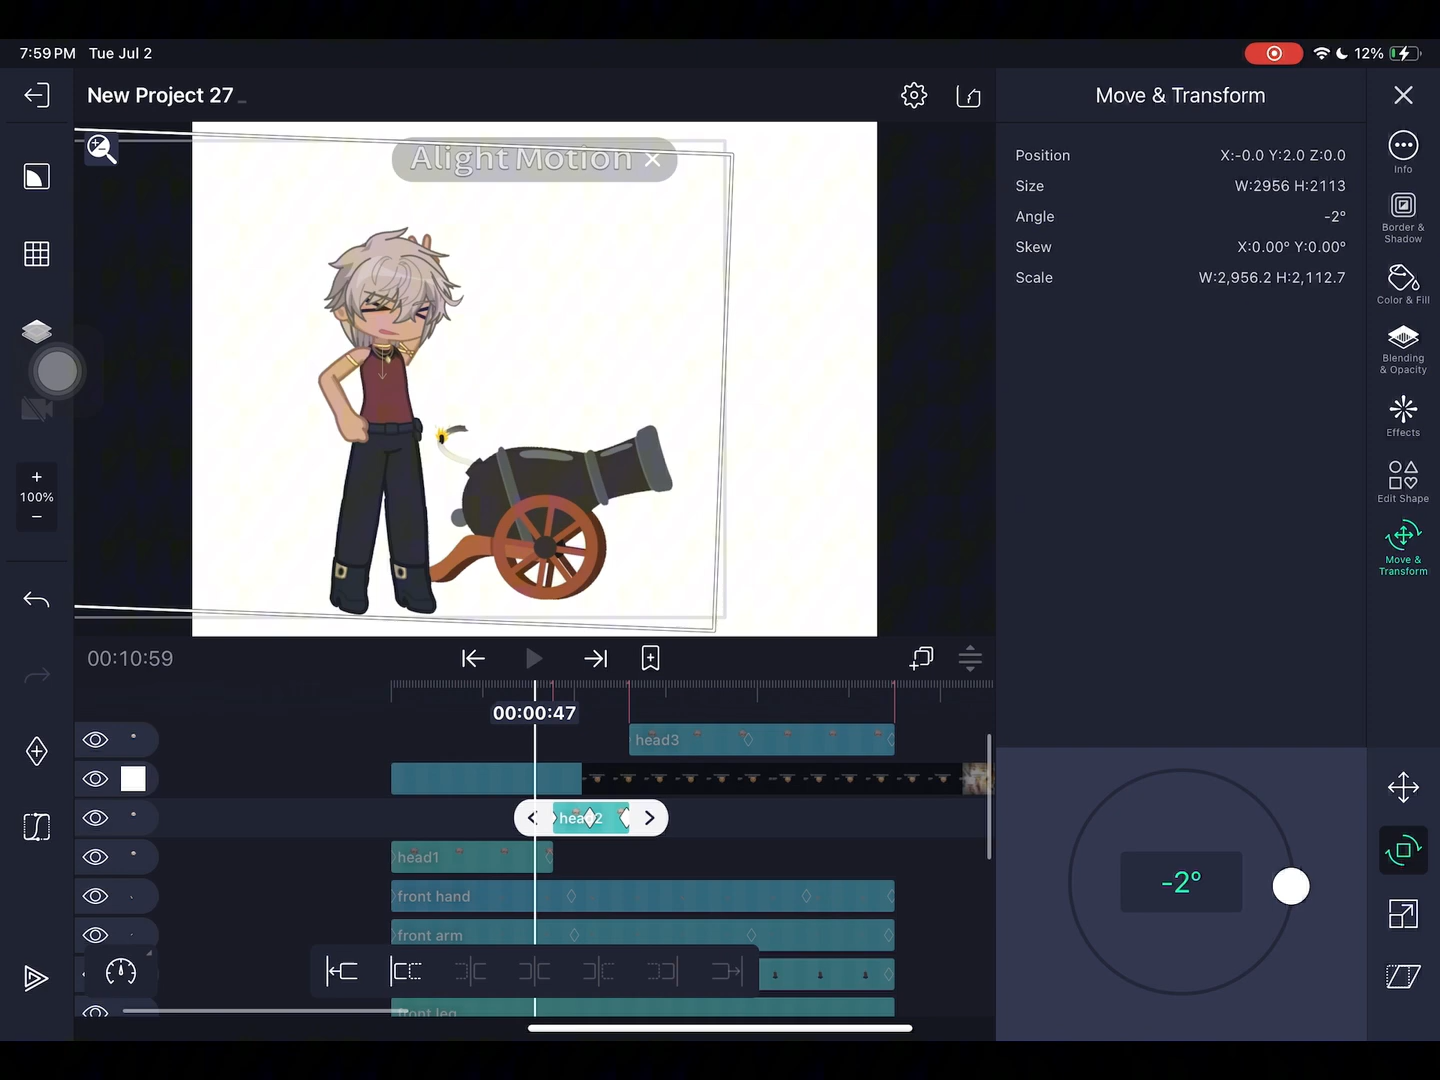 7:59 PM Tue Jul 2
12%
New Project 27
Move & Transform
Alight Motion
Position X:-0.0 Y:2.0 Z:0.0
Size W:2956 H:2113
Angle -2°
Skew X:0.00° Y:0.00°
Scale W:2,956.2 H:2,112.7
Info
Border &
Shadow
Color & Fill
Blending
& Opacity
Effects
Edit Shape
Move &
Transform
+
100%
−
00:10:59
00:00:47
head3
head2
head1
front hand
front arm
front leg
-2°